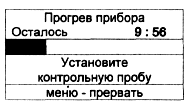 Прогрев прибора
Осталось 9 : 56
Установите
контрольную пробу
меню - прервать